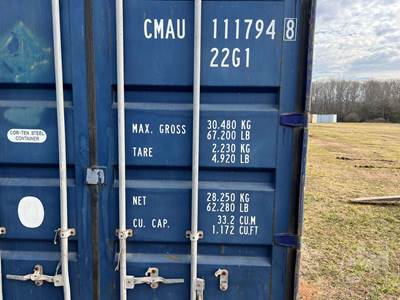 CMAU 111794 8
22G1
MAX. GROSS 30.480 KG
67.200 LB
TARE 2.230 KG
4.920 LB
COR-TEN STEEL
CONTAINER
NET 28.250 KG
62.280 LB
CU. CAP. 33.2 CU.M
1.172 CU.FT